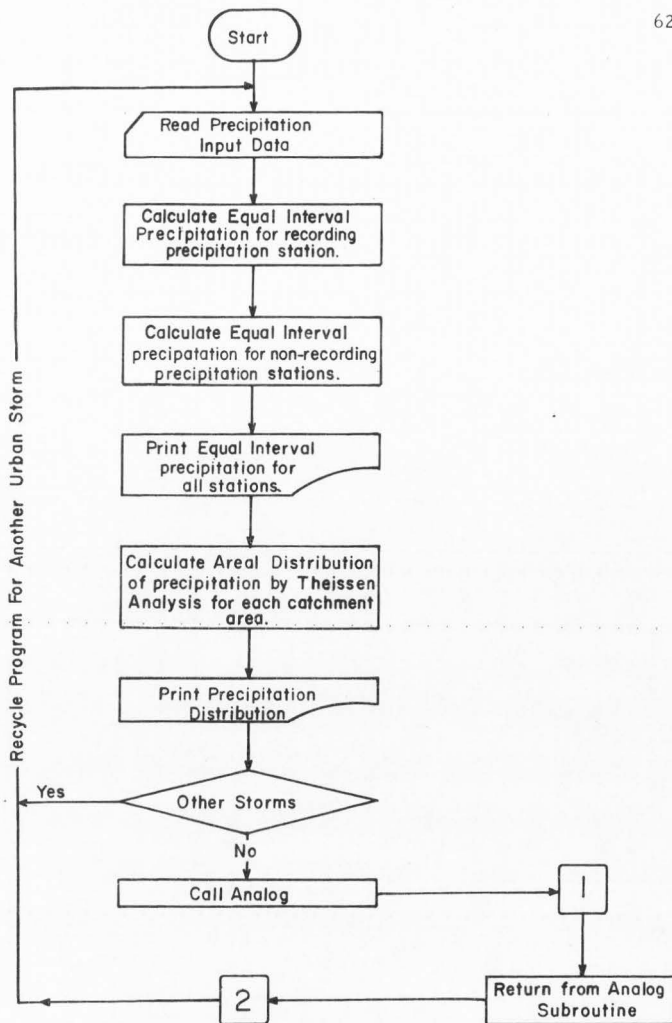 62
Start
Read Precipitation
Input Data
Calculate Equal Interval
Precipitation for recording
precipitation station.
Calculate Equal Interval
precipatation for non-recording
precipitation stations.
Print Equal Interval
precipitation for
all stations.
Calculate Areal Distribution
of precipitation by Theissen
Analysis for each catchment
area.
Print Precipitation
Distribution
Other Storms
Yes
No
Call Analog
1
Return from Analog
Subroutine
2
Recycle Program For Another Urban Storm